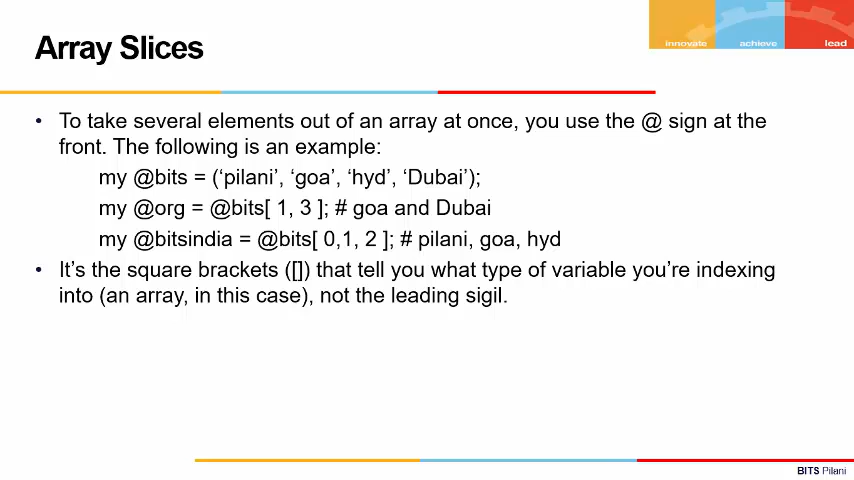 Array Slices
innovate achieve lead
• To take several elements out of an array at once, you use the @ sign at the
front. The following is an example:
my @bits = (‘pilani’, ‘goa’, ‘hyd’, ‘Dubai’);
my @org = @bits[ 1, 3 ]; # goa and Dubai
my @bitsindia = @bits[ 0,1, 2 ]; # pilani, goa, hyd
• It’s the square brackets ([]) that tell you what type of variable you’re indexing
into (an array, in this case), not the leading sigil.
BITS Pilani